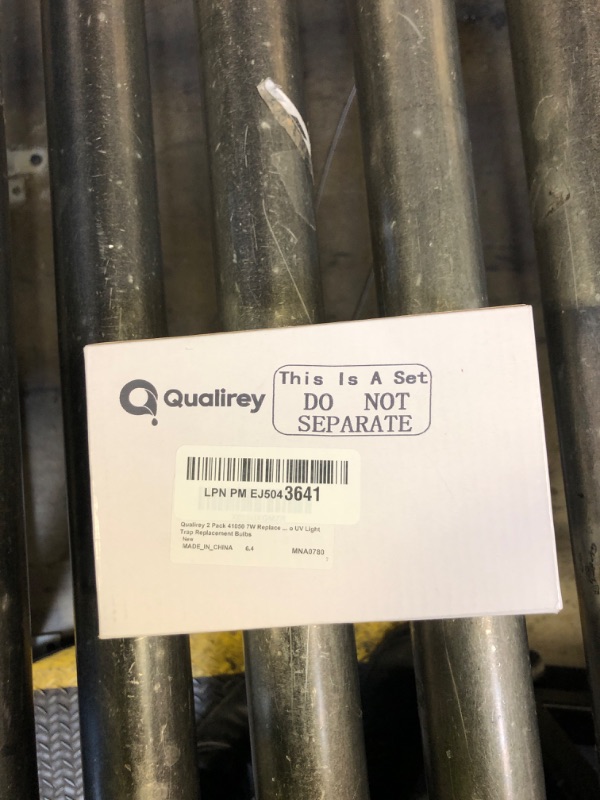 Qualirey
This Is A Set
DO NOT
SEPARATE
LPN PM EJ504 3641
Qualirey 2 Pack 41050 7W Replace ... o UV Light
Trap Replacement Bulbs
New
MADE_IN_CHINA 6.4 MNA0780